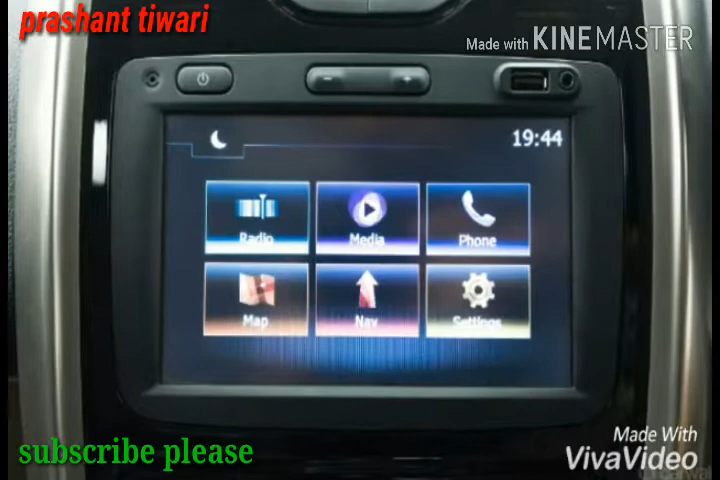 prashant tiwari
Made with KINEMASTER
19:44
Radio
Media
Phone
Map
Nav
Settings
subscribe please
Made With
VivaVideo